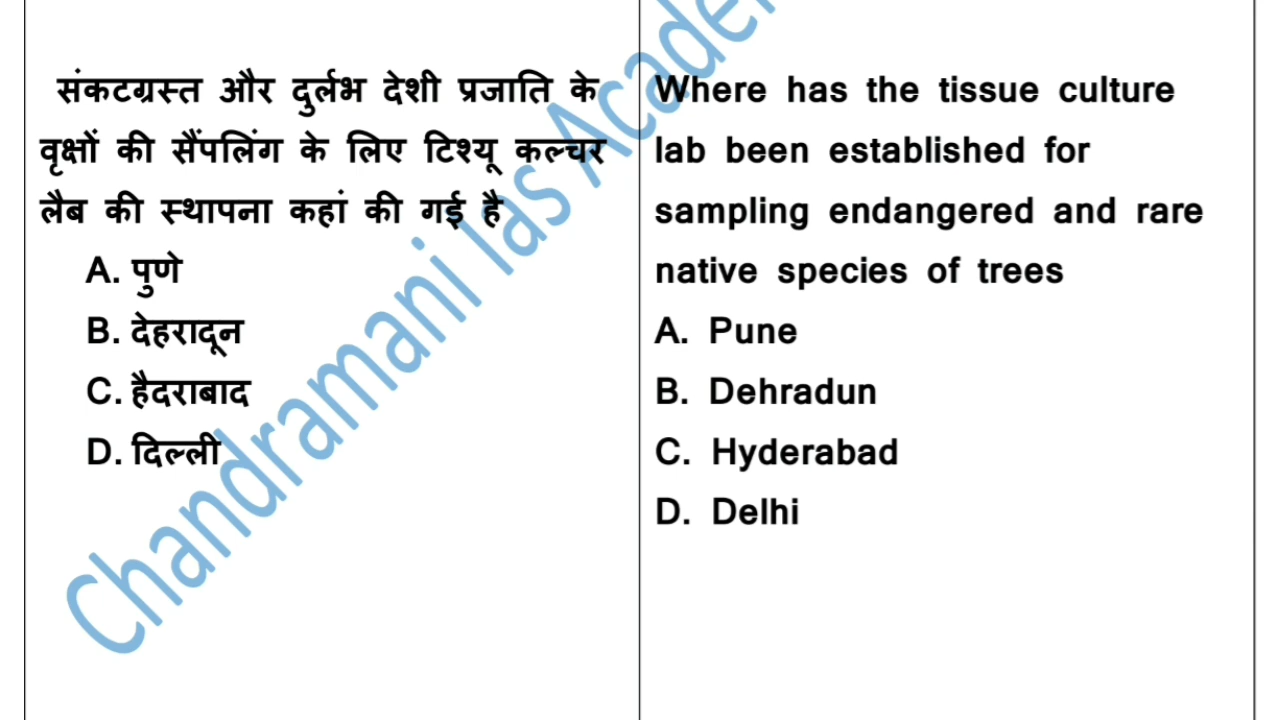 संकटग्रस्त और दुर्लभ देशी प्रजाति के
वृक्षों की सैंपलिंग के लिए टिश्यू कल्चर
लैब की स्थापना कहां की गई है
A. पुणे
B. देहरादून
C. हैदराबाद
D. दिल्ली
Where has the tissue culture
lab been established for
sampling endangered and rare
native species of trees
A. Pune
B. Dehradun
C. Hyderabad
D. Delhi
Chandramani Ias Academ